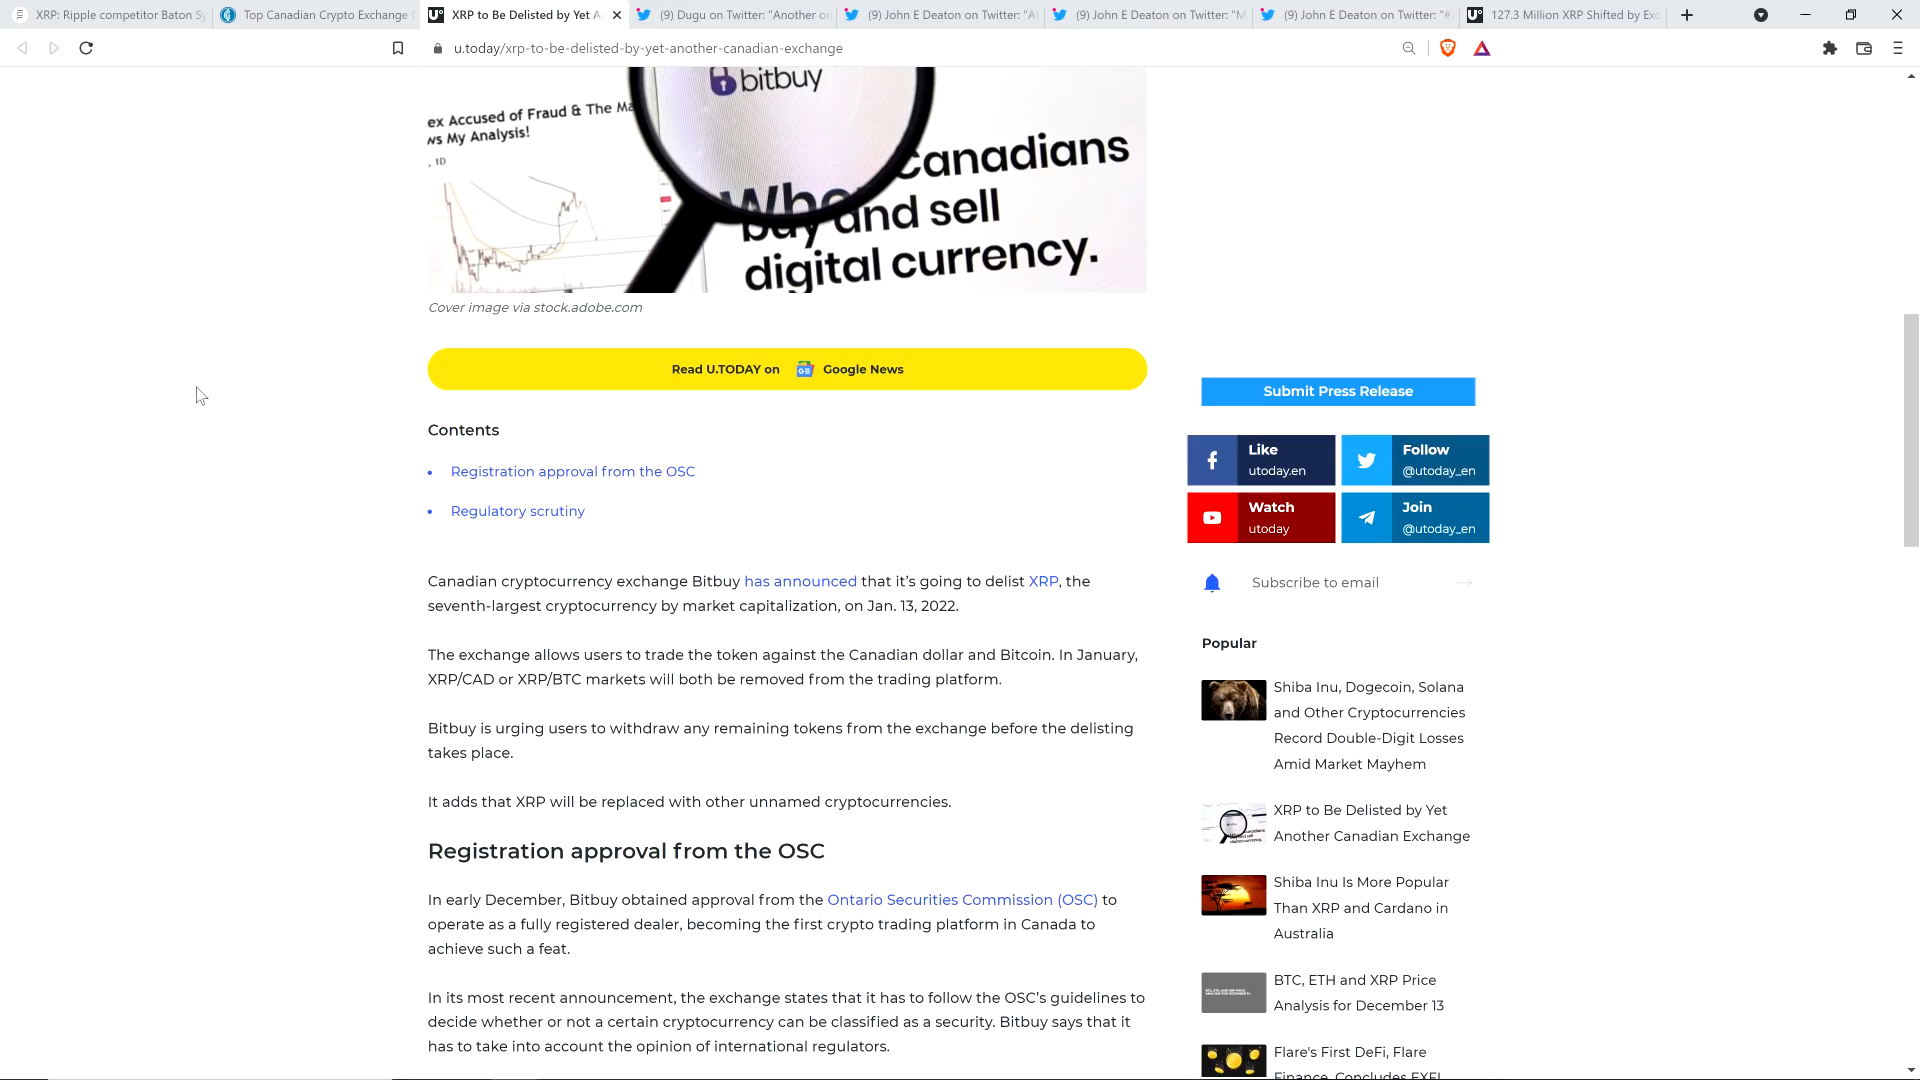 XRP: Ripple competitor Baton Sy
Top Canadian Crypto Exchange
XRP to Be Delisted by Yet A
(9) Dugu on Twitter: "Another on
(9) John E Deaton on Twitter: "A
(9) John E Deaton on Twitter: "M
(9) John E Deaton on Twitter: "#
127.3 Million XRP Shifted by Exc
u.today/xrp-to-be-delisted-by-yet-another-canadian-exchange
bitbuy
ex Accused of Fraud & The Ma
ws My Analysis!
, 1D
Canadians
buy and sell
digital currency.
Cover image via stock.adobe.com
Read U.TODAY on Google News
Contents
Registration approval from the OSC
Regulatory scrutiny
Canadian cryptocurrency exchange Bitbuy has announced that it's going to delist XRP, the
seventh-largest cryptocurrency by market capitalization, on Jan. 13, 2022.
The exchange allows users to trade the token against the Canadian dollar and Bitcoin. In January,
XRP/CAD or XRP/BTC markets will both be removed from the trading platform.
Bitbuy is urging users to withdraw any remaining tokens from the exchange before the delisting
takes place.
It adds that XRP will be replaced with other unnamed cryptocurrencies.
Registration approval from the OSC
In early December, Bitbuy obtained approval from the Ontario Securities Commission (OSC) to
operate as a fully registered dealer, becoming the first crypto trading platform in Canada to
achieve such a feat.
In its most recent announcement, the exchange states that it has to follow the OSC's guidelines to
decide whether or not a certain cryptocurrency can be classified as a security. Bitbuy says that it
has to take into account the opinion of international regulators.
Submit Press Release
Like
utoday.en
Follow
@utoday_en
Watch
utoday
Join
@utoday_en
Subscribe to email
Popular
Shiba Inu, Dogecoin, Solana
and Other Cryptocurrencies
Record Double-Digit Losses
Amid Market Mayhem
XRP to Be Delisted by Yet
Another Canadian Exchange
Shiba Inu Is More Popular
Than XRP and Cardano in
Australia
BTC, ETH and XRP Price
Analysis for December 13
Flare's First DeFi, Flare
Finance, Concludes EXFI